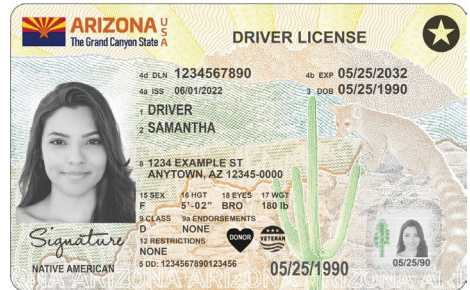 ARIZONA USA
The Grand Canyon State
DRIVER LICENSE
4d DLN 1234567890
4b EXP 05/25/2032
4a ISS 06/01/2022
3 DOB 05/25/1990
1 DRIVER
2 SAMANTHA
8 1234 EXAMPLE ST
ANYTOWN, AZ 12345-0000
15 SEX 16 HGT 18 EYES 17 WGT
F 5'-02" BRO 180 lb
9 CLASS 9a ENDORSEMENTS
D NONE
12 RESTRICTIONS
NONE
DONOR
VETERAN
5 DD: 1234567890123456
Signature
NATIVE AMERICAN
05/25/1990
05/25/90
ARIZONA ARIZONA